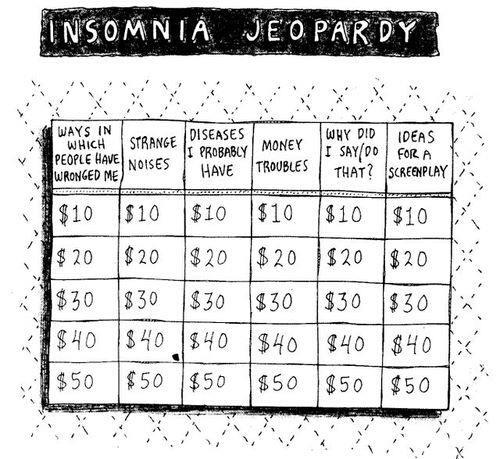 INSOMNIA JEOPARDY
WAYS IN
WHICH
PEOPLE HAVE
WRONGED ME
STRANGE
NOISES
DISEASES
I PROBABLY
HAVE
MONEY
TROUBLES
WHY DID
I SAY/DO
THAT?
IDEAS
FOR A
SCREENPLAY
$10 $10 $10 $10 $10 $10
$20 $20 $20 $20 $20 $20
$30 $30 $30 $30 $30 $30
$40 $40 $40 $40 $40 $40
$50 $50 $50 $50 $50 $50